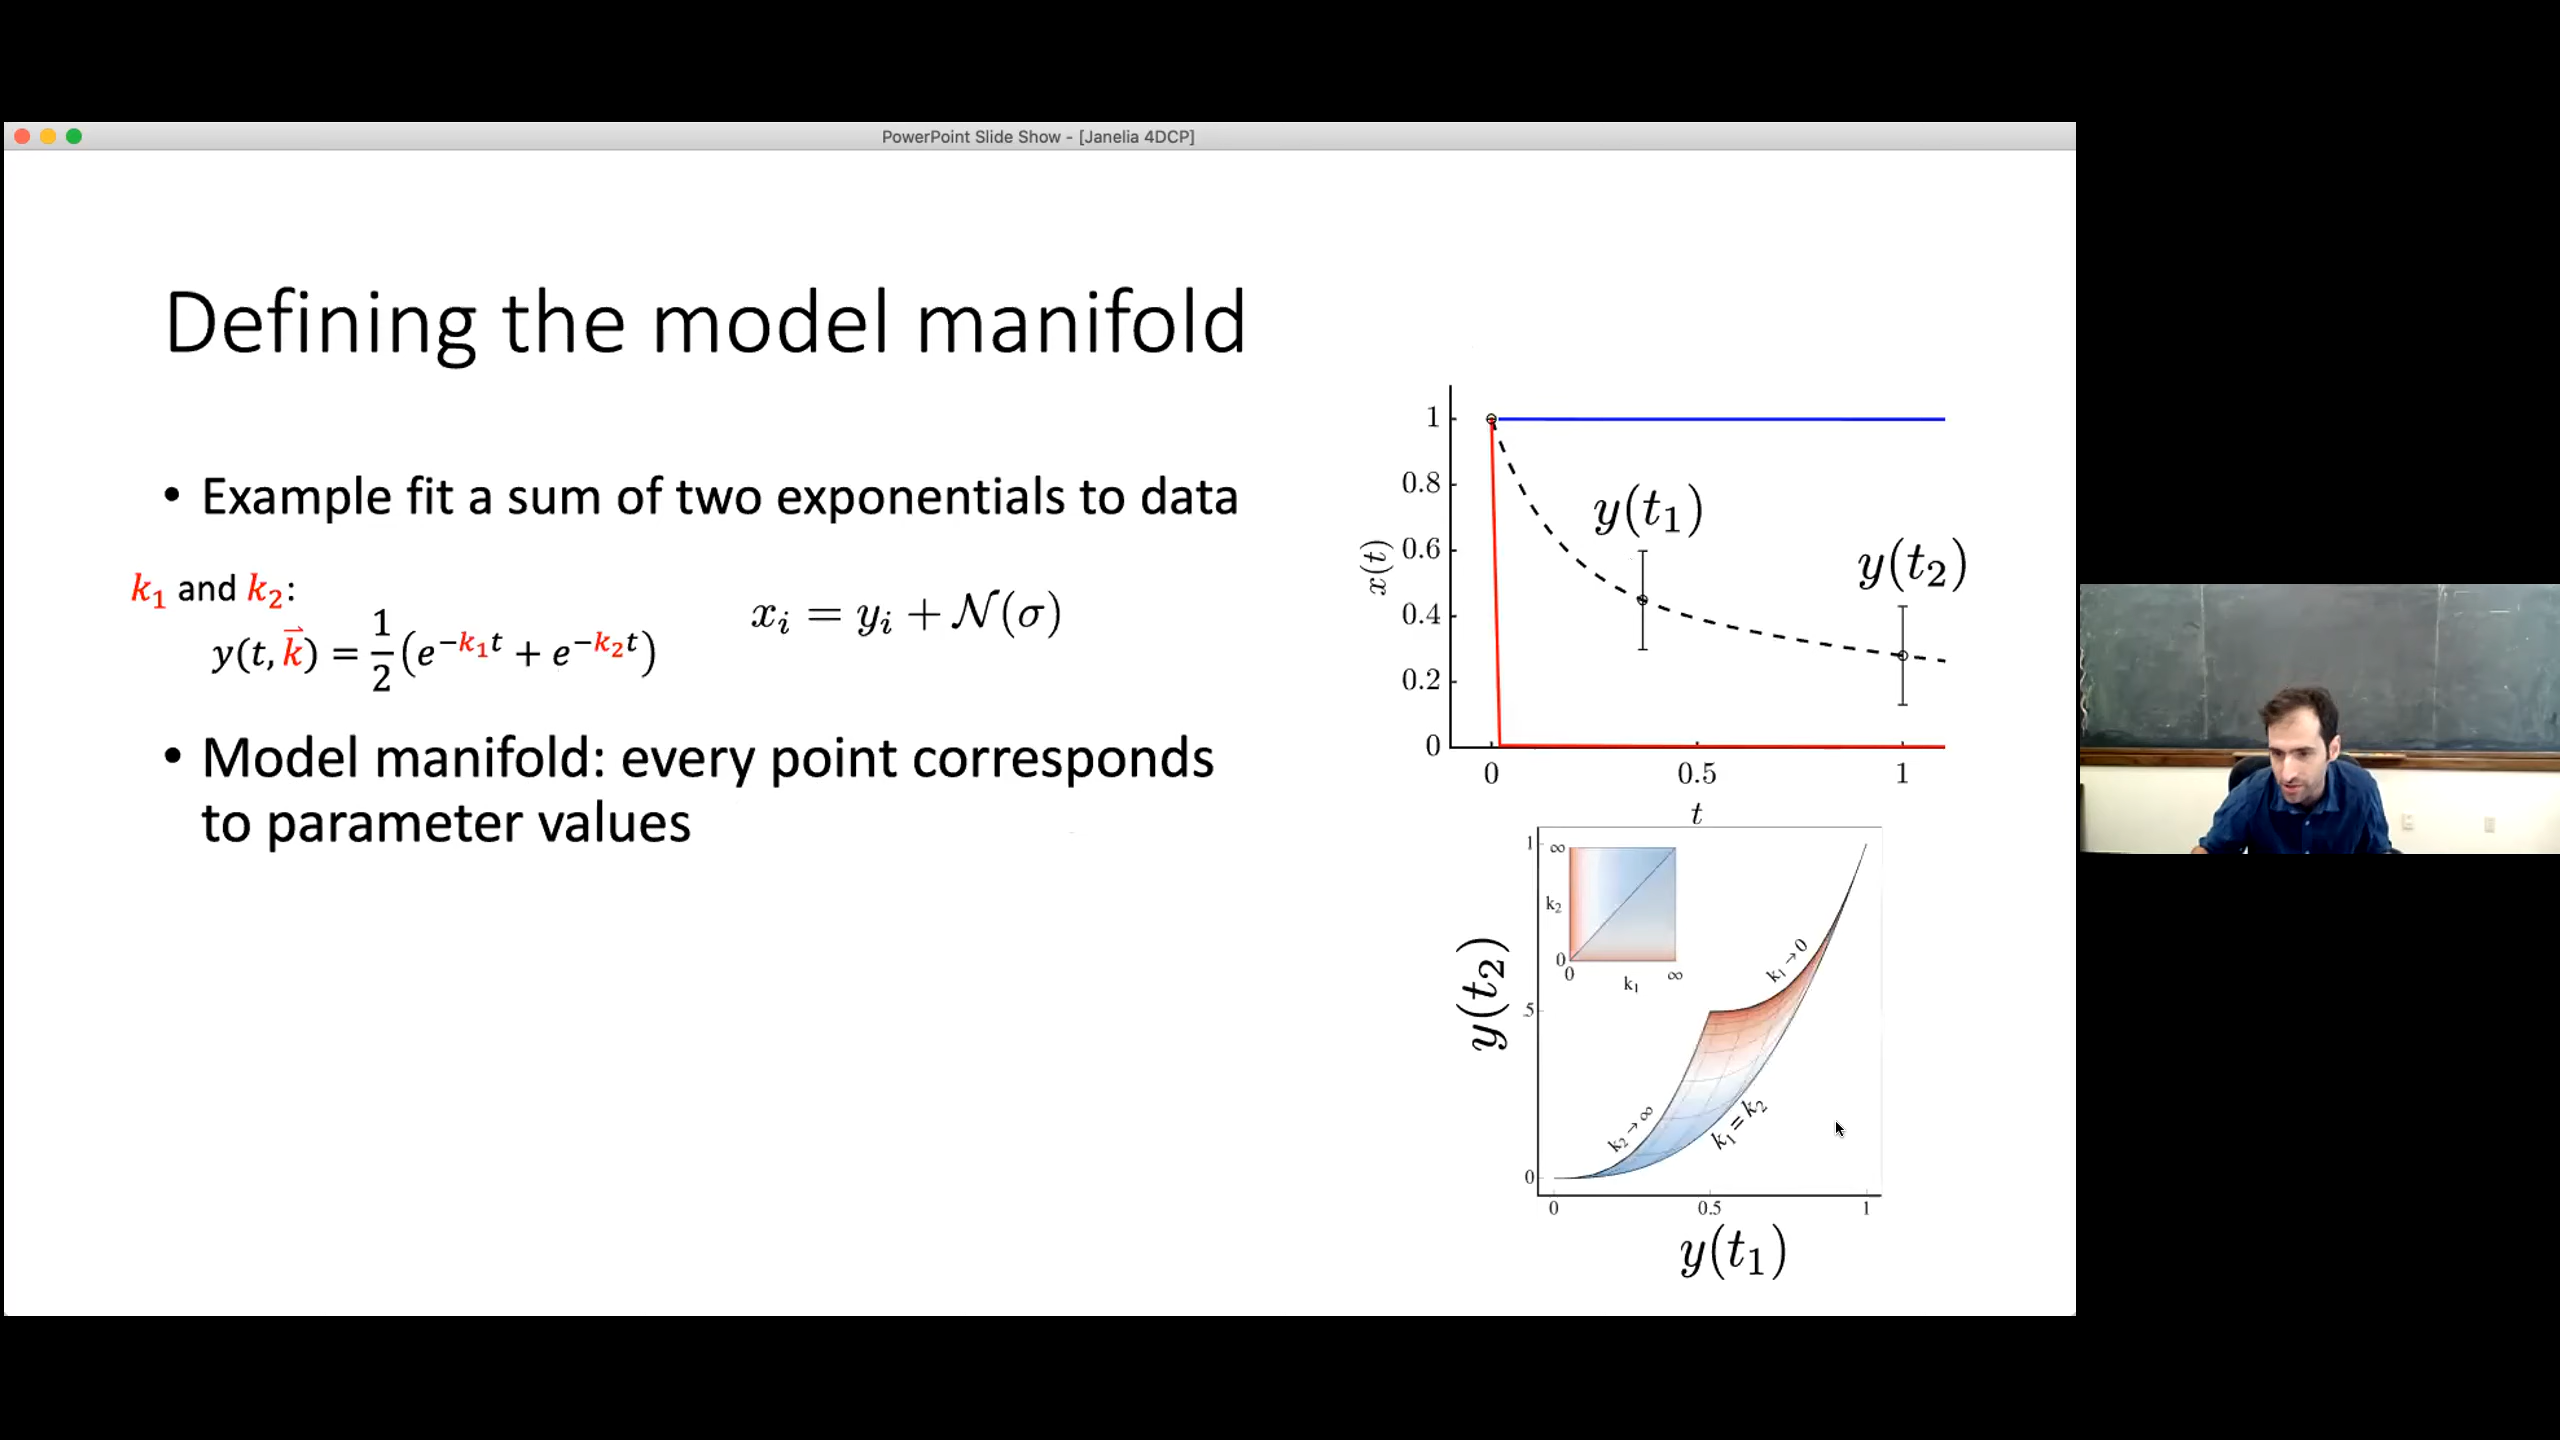 PowerPoint Slide Show - [Janelia 4DCP]
Defining the model manifold
• Example fit a sum of two exponentials to data
k₁ and k₂:
y(t, k⃗) = 1/2 (e^{-k₁t} + e^{-k₂t})
xᵢ = yᵢ + 𝒩(σ)
• Model manifold: every point corresponds
to parameter values
x(t)
1
0.8
0.6
0.4
0.2
0
y(t₁)
y(t₂)
0 0.5 1
t
y(t₂)
1
.5
0
∞
k₂
0
0 k₁ ∞
k₁ → 0
k₂ → ∞
k₁ = k₂
0 0.5 1
y(t₁)